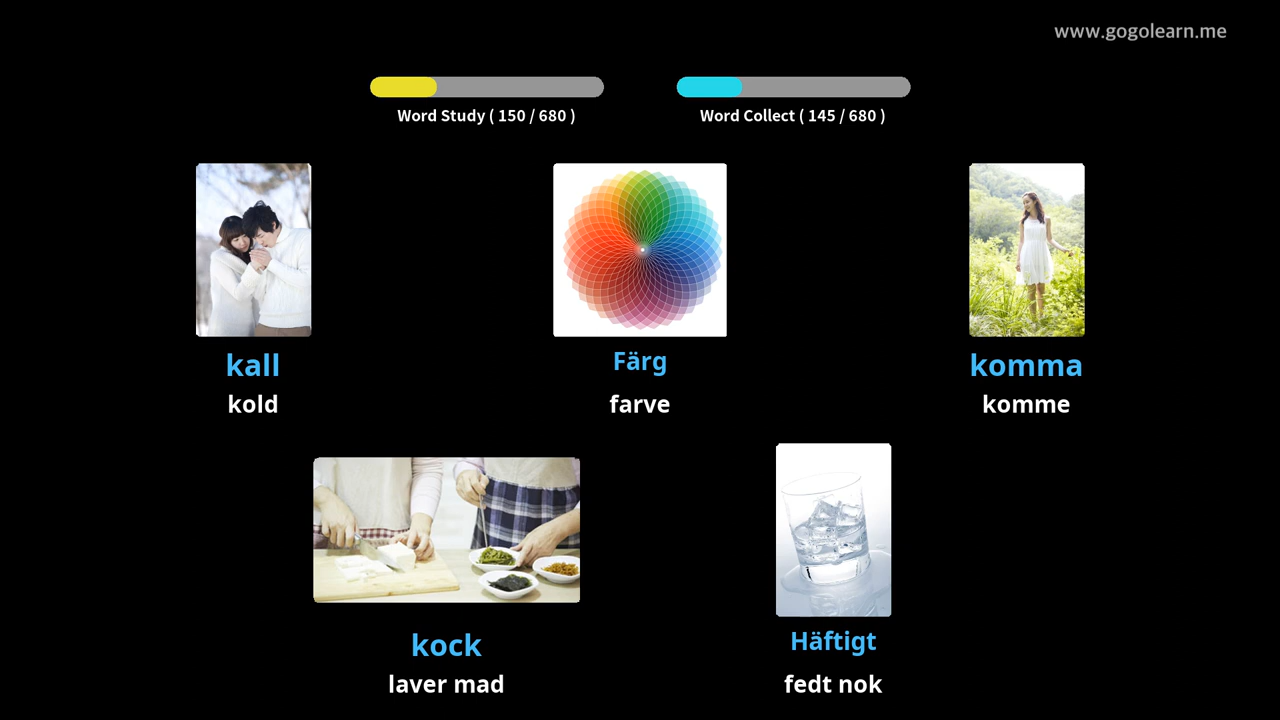 www.gogolearn.me
Word Study ( 150 / 680 )
Word Collect ( 145 / 680 )
kall
kold
Färg
farve
komma
komme
kock
laver mad
Häftigt
fedt nok